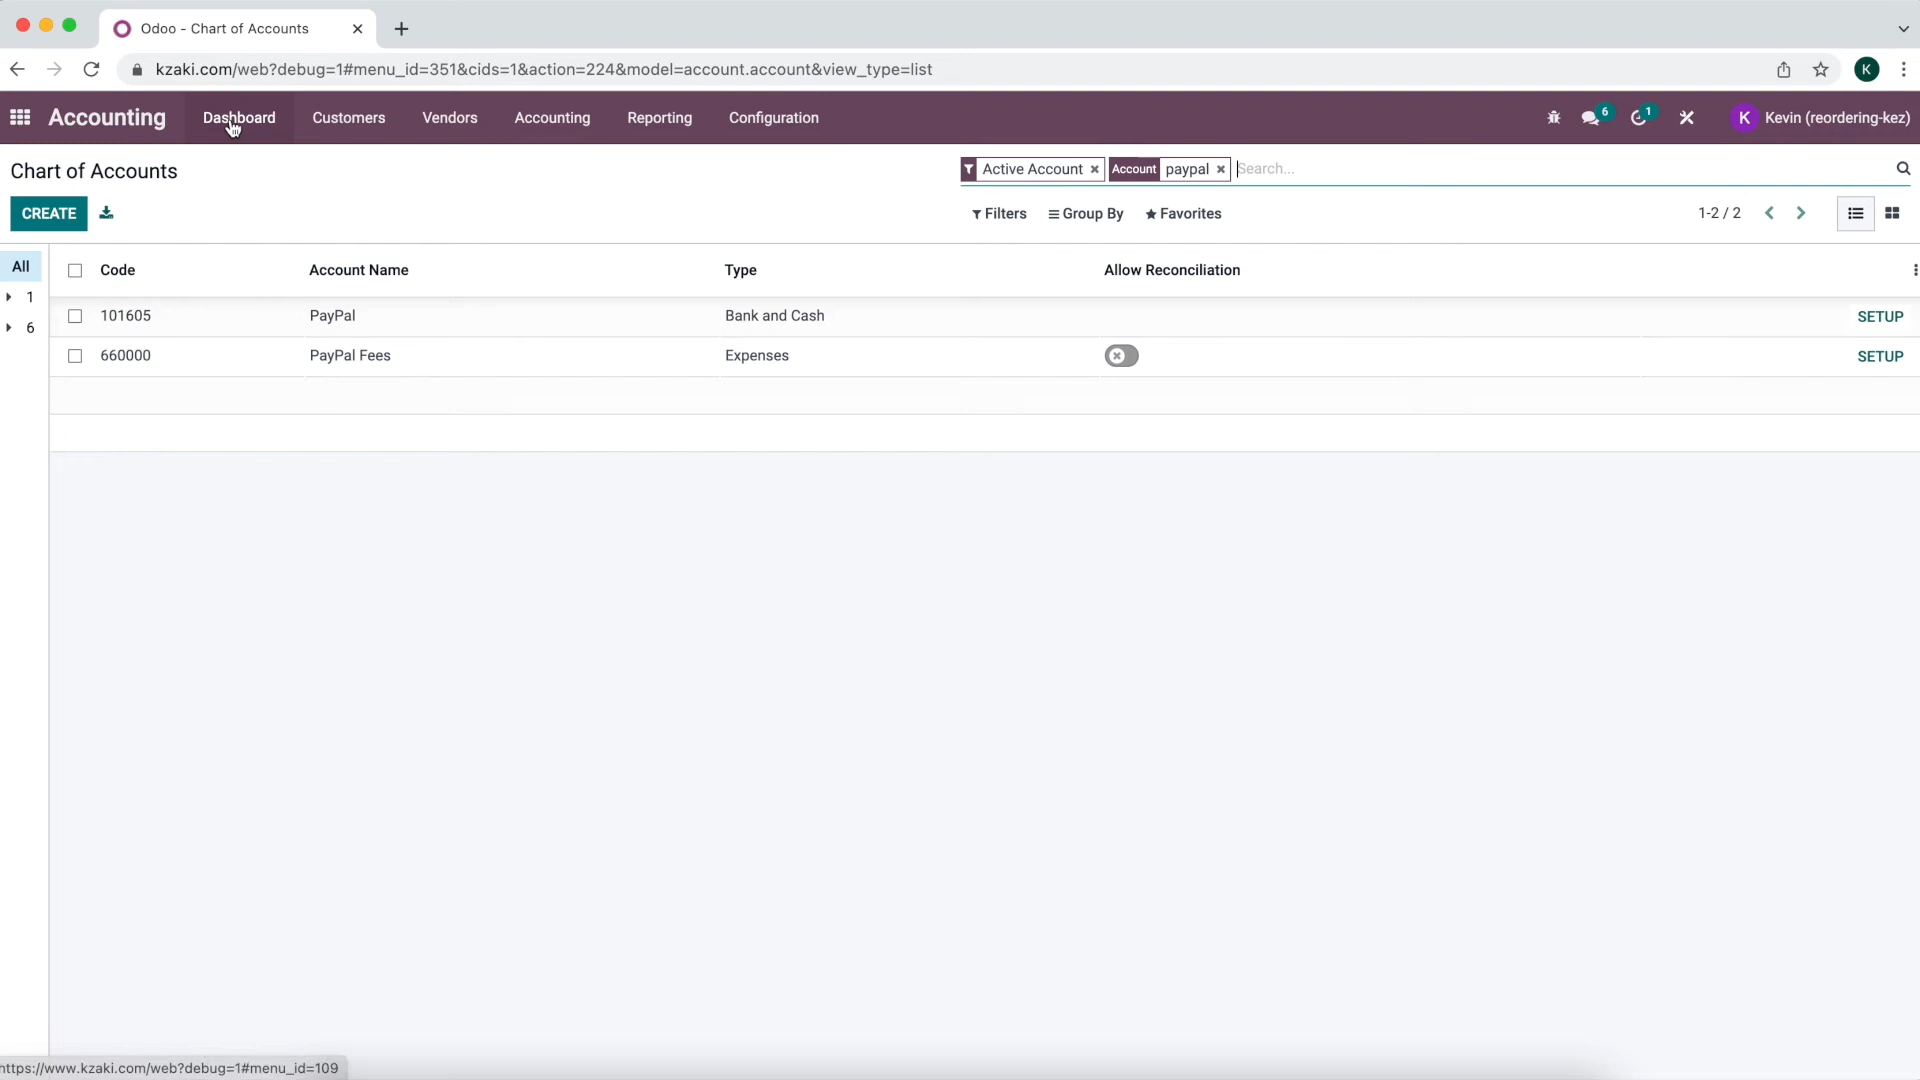 Odoo - Chart of Accounts
kzaki.com/web?debug=1#menu_id=351&cids=1&action=224&model=account.account&view_type=list
K
Accounting Dashboard Customers Vendors Accounting Reporting Configuration 6 1 K Kevin (reordering-kez)
Chart of Accounts Active Account Account paypal Search...
CREATE Filters Group By Favorites 1-2 / 2
All Code Account Name Type Allow Reconciliation
1
101605 PayPal Bank and Cash SETUP
6
660000 PayPal Fees Expenses SETUP
https://www.kzaki.com/web?debug=1#menu_id=109